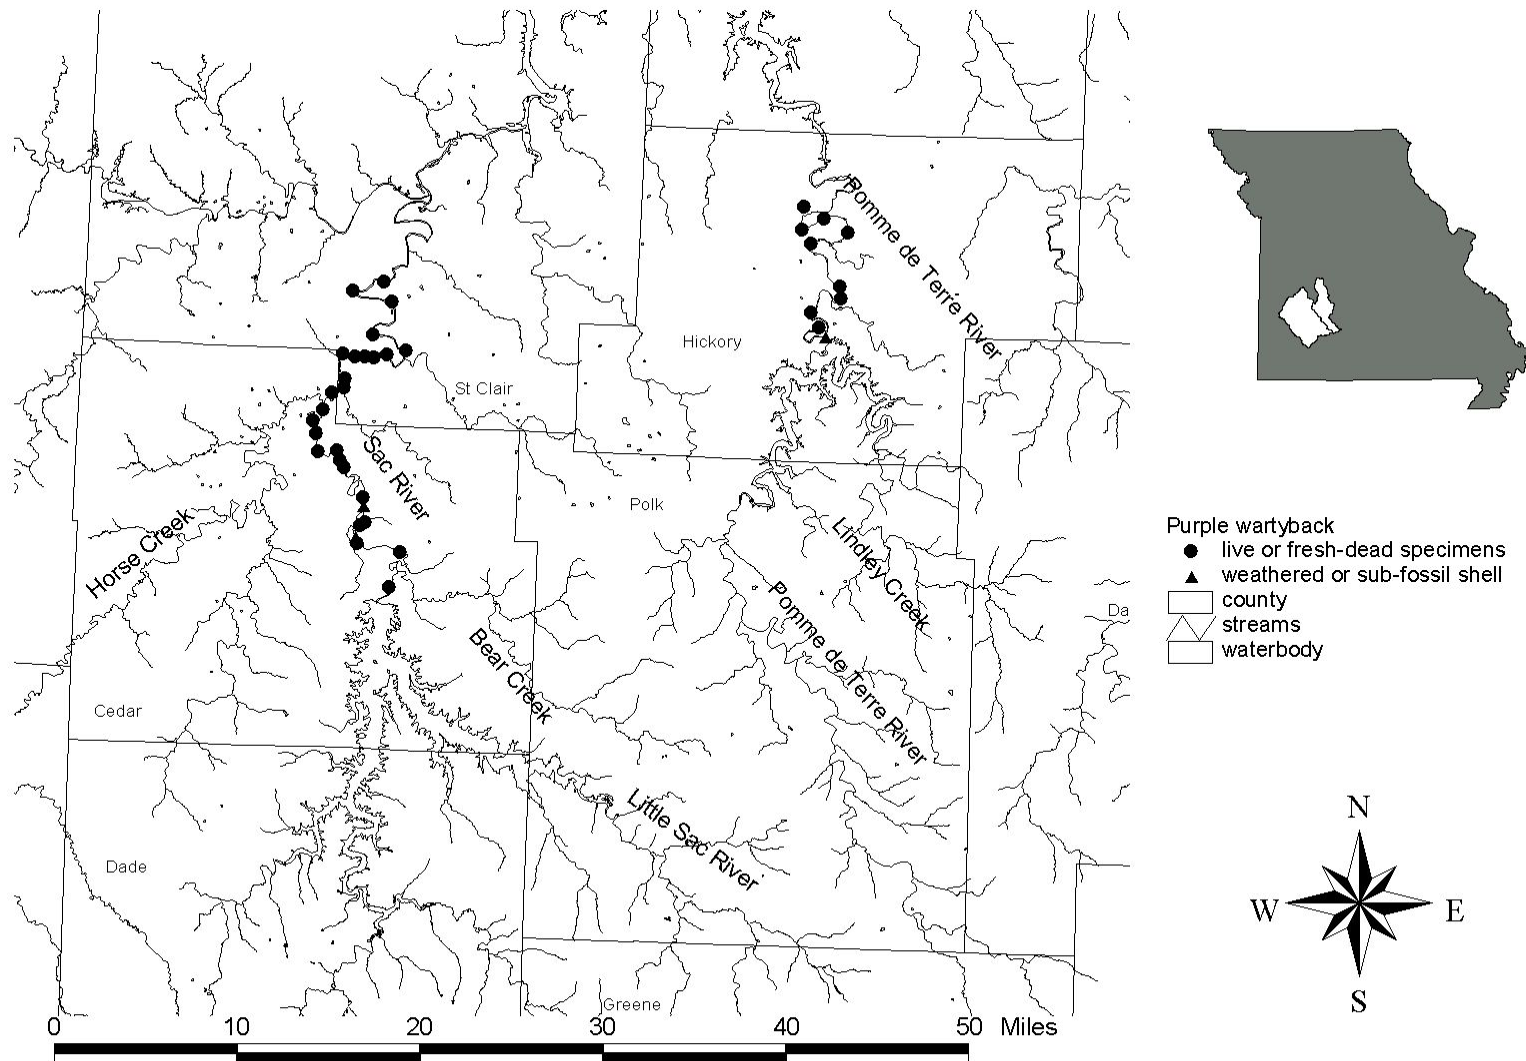 Pomme de Terre River
Hickory
St Clair
Sac River
Polk
Horse Creek
Lindley Creek
Purple wartyback
live or fresh-dead specimens
weathered or sub-fossil shell
county
streams
waterbody
Pomme de Terre River
Da
Bear Creek
Cedar
Little Sac River
Dade
N
W
E
S
Greene
0 10 20 30 40 50 Miles